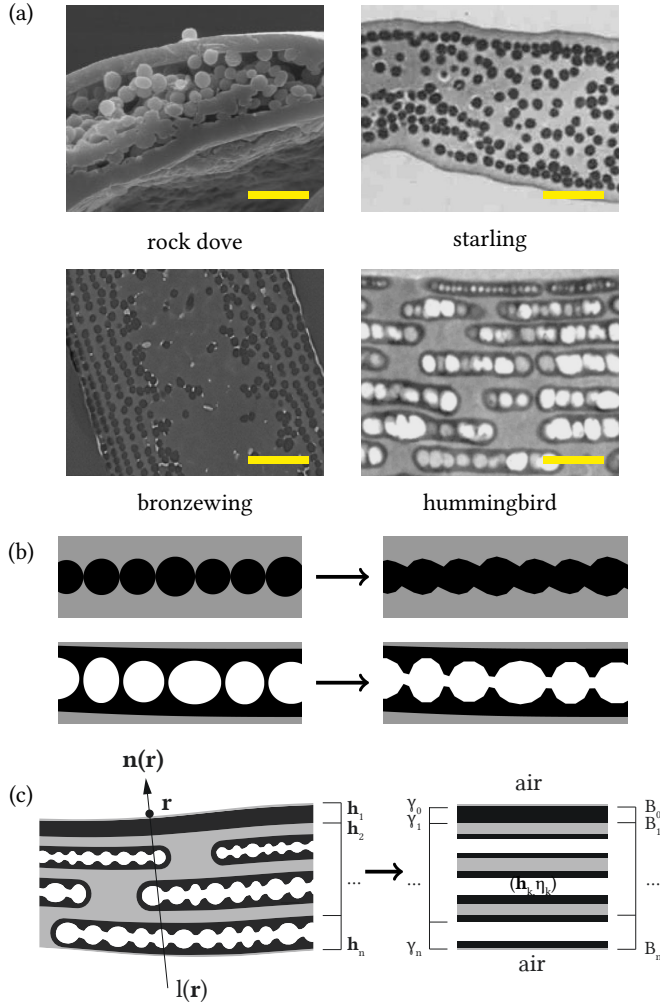 (a)
rock dove
starling
bronzewing
hummingbird
(b)
(c)
n(r)
r
l(r)
h₁
h₂
...
hₙ
air
γ₀
γ₁
...
γₙ
(hₖ,ηₖ)
B₀
B₁
...
Bₙ
air